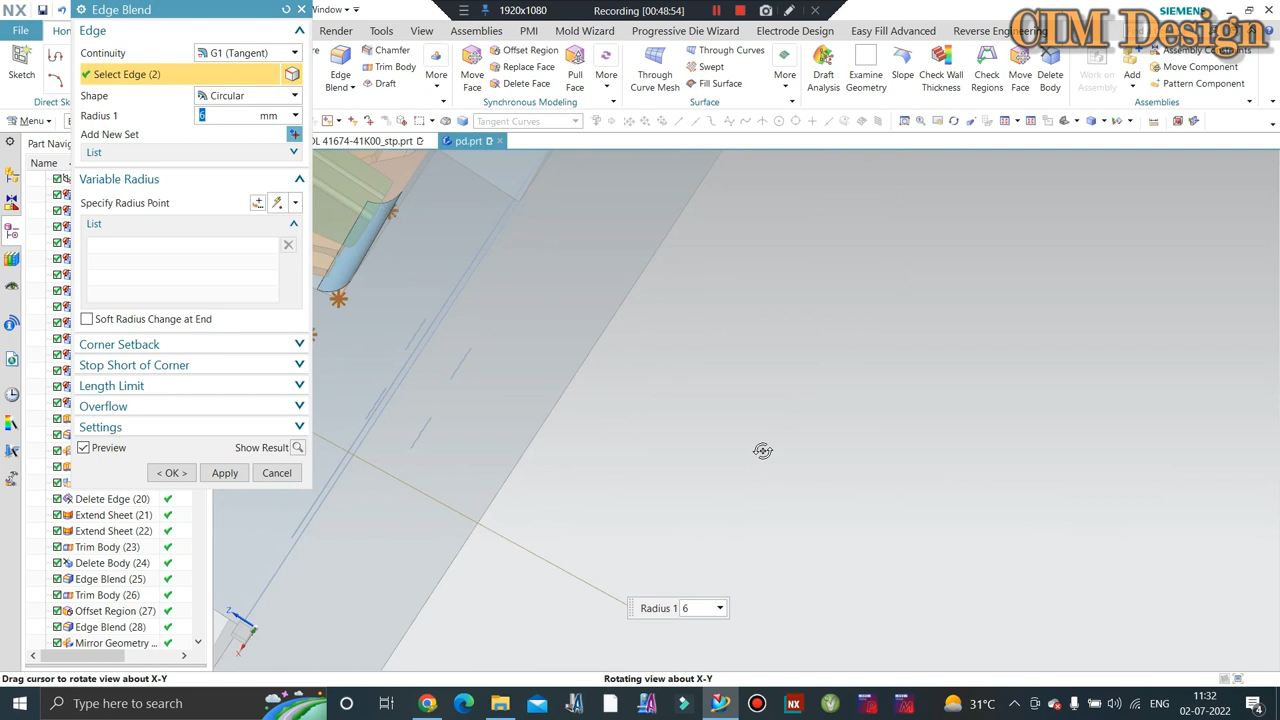 NX Window 1920x1080 Recording [00:48:54] SIEMENS
CIM Design
File Render Tools View Assemblies PMI Mold Wizard Progressive Die Wizard Electrode Design Easy Fill Advanced Reverse Engineering
Sketch
Edge Blend
Chamfer
Trim Body
Draft
More
Move Face
Offset Region
Replace Face
Delete Face
Pull Face
More
Synchronous Modeling
Through Curve Mesh
Through Curves
Swept
Fill Surface
More
Surface
Draft Analysis
Examine Geometry
Slope
Check Wall Thickness
Check Regions
Move Face
Delete Body
Work on Assembly
Add
Assembly Constraints
Move Component
Pattern Component
Assemblies
Menu
Tangent Curves
DL 41674-41K00_stp.prt
pd.prt
Part Navig
Name
Edge Blend
Edge
Continuity G1 (Tangent)
Select Edge (2)
Shape Circular
Radius 1 6 mm
Add New Set
List
Variable Radius
Specify Radius Point
List
Soft Radius Change at End
Corner Setback
Stop Short of Corner
Length Limit
Overflow
Settings
Preview Show Result
< OK > Apply Cancel
Delete Edge (20)
Extend Sheet (21)
Extend Sheet (22)
Trim Body (23)
Delete Body (24)
Edge Blend (25)
Trim Body (26)
Offset Region (27)
Edge Blend (28)
Mirror Geometry ...
Radius 1 6
Z
X
Drag cursor to rotate view about X-Y Rotating view about X-Y
Type here to search
31°C ENG
11:32
02-07-2022